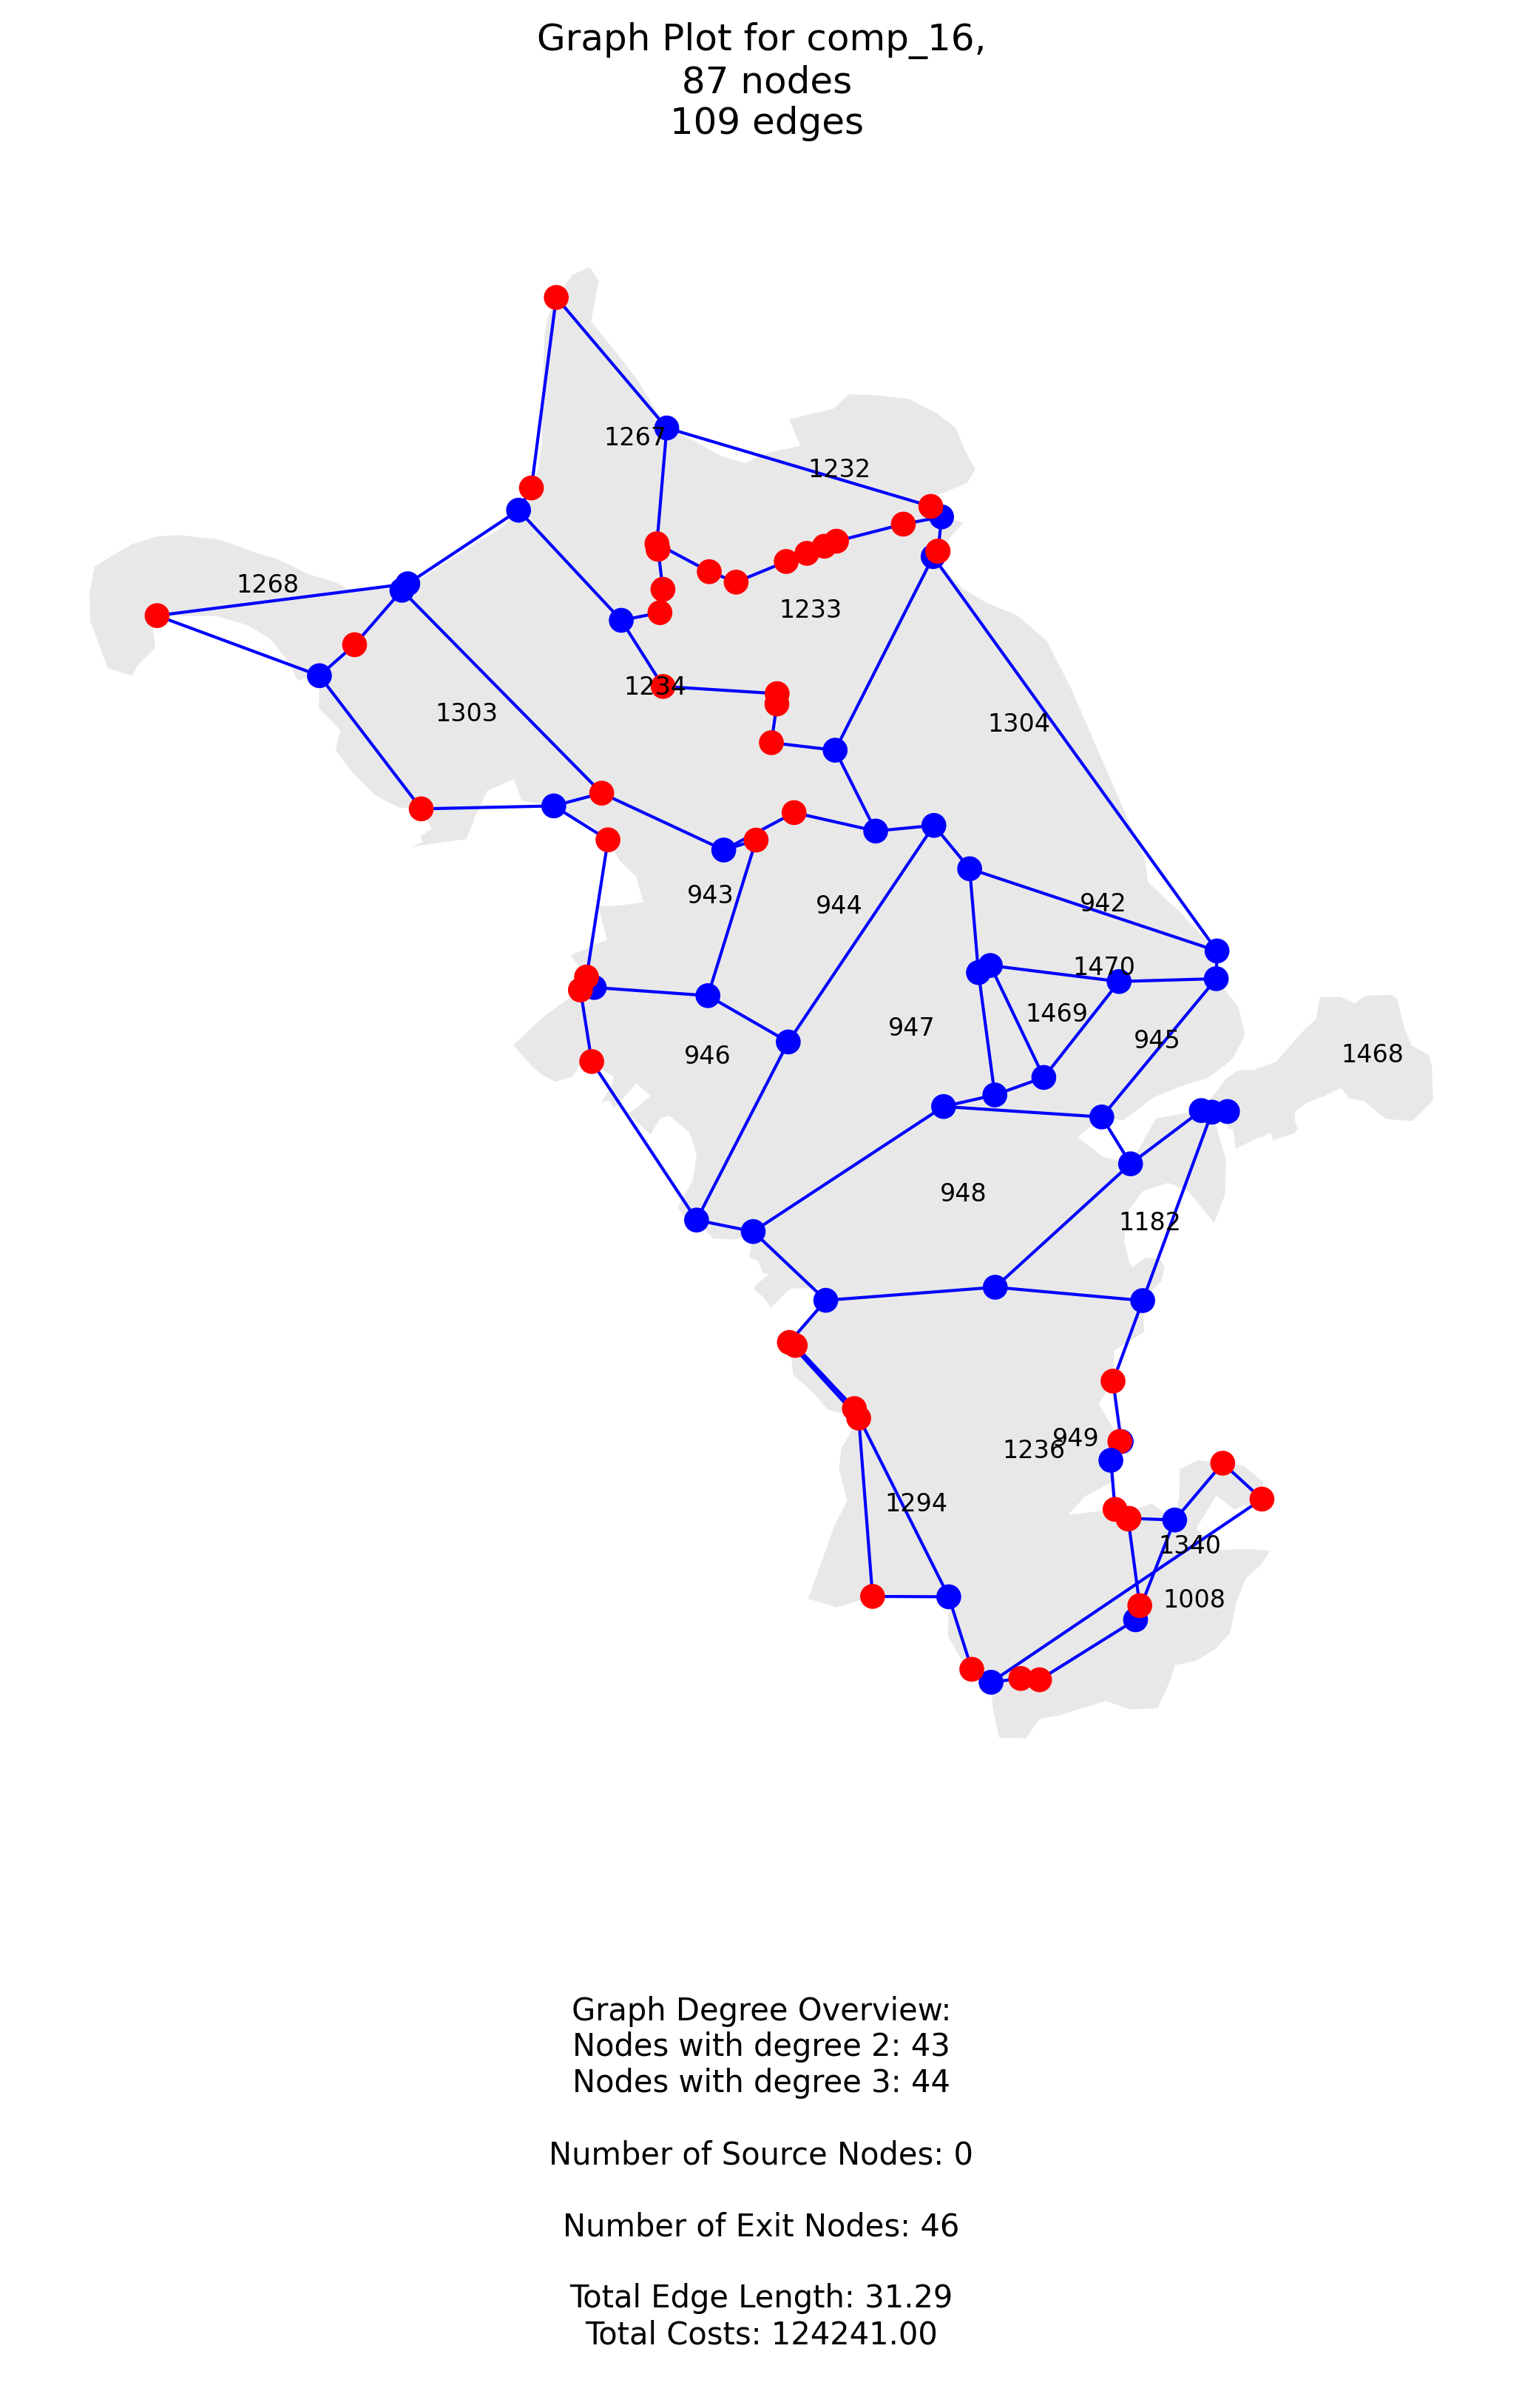 Graph Plot for comp_16,
87 nodes
109 edges
1267
1232
1268
1233
1234
1303
1304
943
944
942
1470
1469
947
945
946
1468
948
1182
949
1236
1294
1340
1008
Graph Degree Overview:
Nodes with degree 2: 43
Nodes with degree 3: 44
Number of Source Nodes: 0
Number of Exit Nodes: 46
Total Edge Length: 31.29
Total Costs: 124241.00